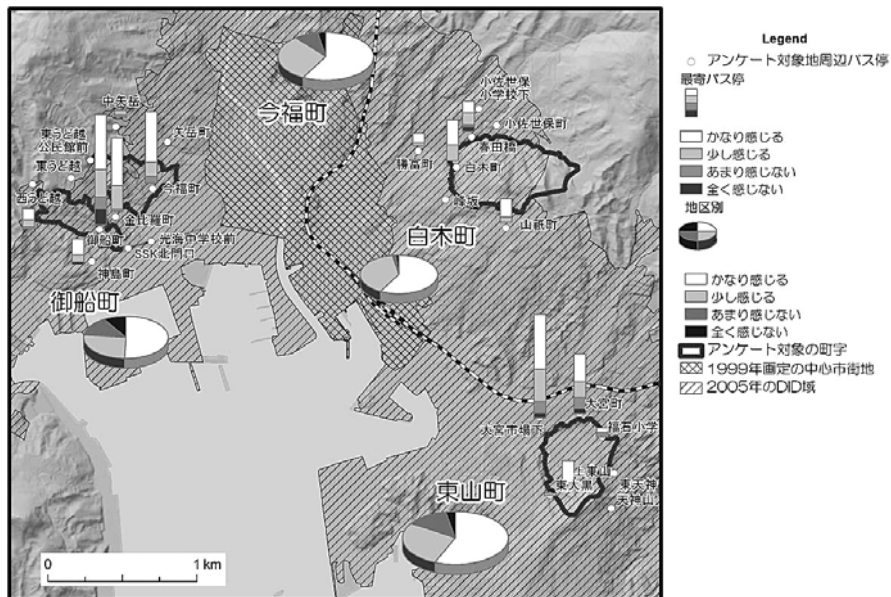 今福町
中矢岳
東うど越
公民館前
矢岳町
東うど越
西うど越
今福町
金比羅町
御船町
光海中学校前
SSK北門口
神島町
御船町
小佐世保
小学校下
小佐世保町
春田橋
勝富町
白木町
峰坂
山祇町
白木町
大宮町
大宮市場下
福石小学
上東山
東大黒
東大神
天神山
東山町
0
1 km
Legend
アンケート対象地周辺バス停
最寄バス停
かなり感じる
少し感じる
あまり感じない
全く感じない
地区別
かなり感じる
少し感じる
あまり感じない
全く感じない
アンケート対象の町字
1999年画定の中心市街地
2005年のDID域